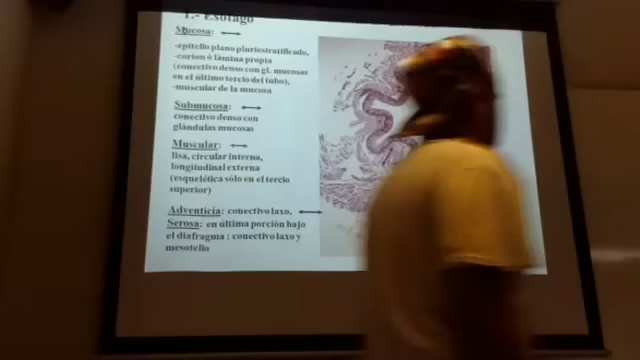 1.- Esófago
Mucosa:
-epitelio plano pluriestratificulo,
-corion ó lámina propia
(conectivo denso con gl. mucosas
en el último tercio del tubo),
-muscular de la mucosa
Submucosa:
conectivo denso con
glándulas mucosas
Muscular:
lisa, circular interna,
longitudinal externa
(esquelética sólo en el tercio
superior)
Adventicia: conectivo laxo,
Serosa: en última porción bajo
el diafragma : conectivo laxo y
mesotelio